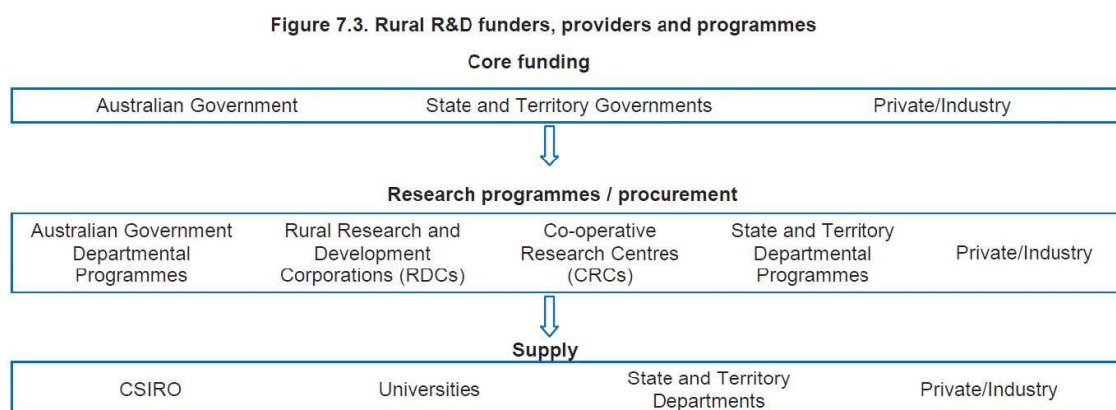 Figure 7.3. Rural R&D funders, providers and programmes
Core funding
Australian Government State and Territory Governments Private/Industry
Research programmes / procurement
Australian Government Departmental Programmes
Rural Research and Development Corporations (RDCs)
Co-operative Research Centres (CRCs)
State and Territory Departmental Programmes
Private/Industry
Supply
CSIRO
Universities
State and Territory Departments
Private/Industry